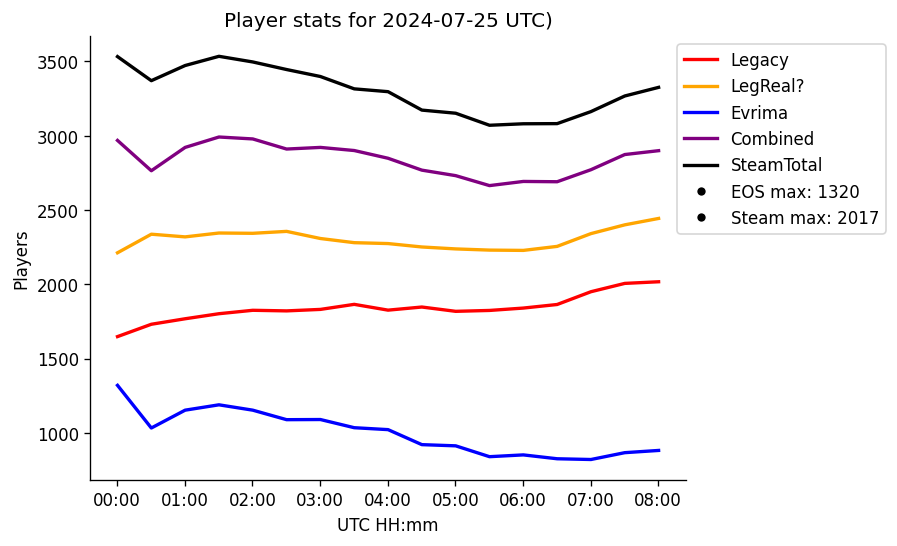 Player stats for 2024-07-25 UTC)
Players
3500
3000
2500
2000
1500
1000
00:00 01:00 02:00 03:00 04:00 05:00 06:00 07:00 08:00
UTC HH:mm
Legacy
LegReal?
Evrima
Combined
SteamTotal
EOS max: 1320
Steam max: 2017